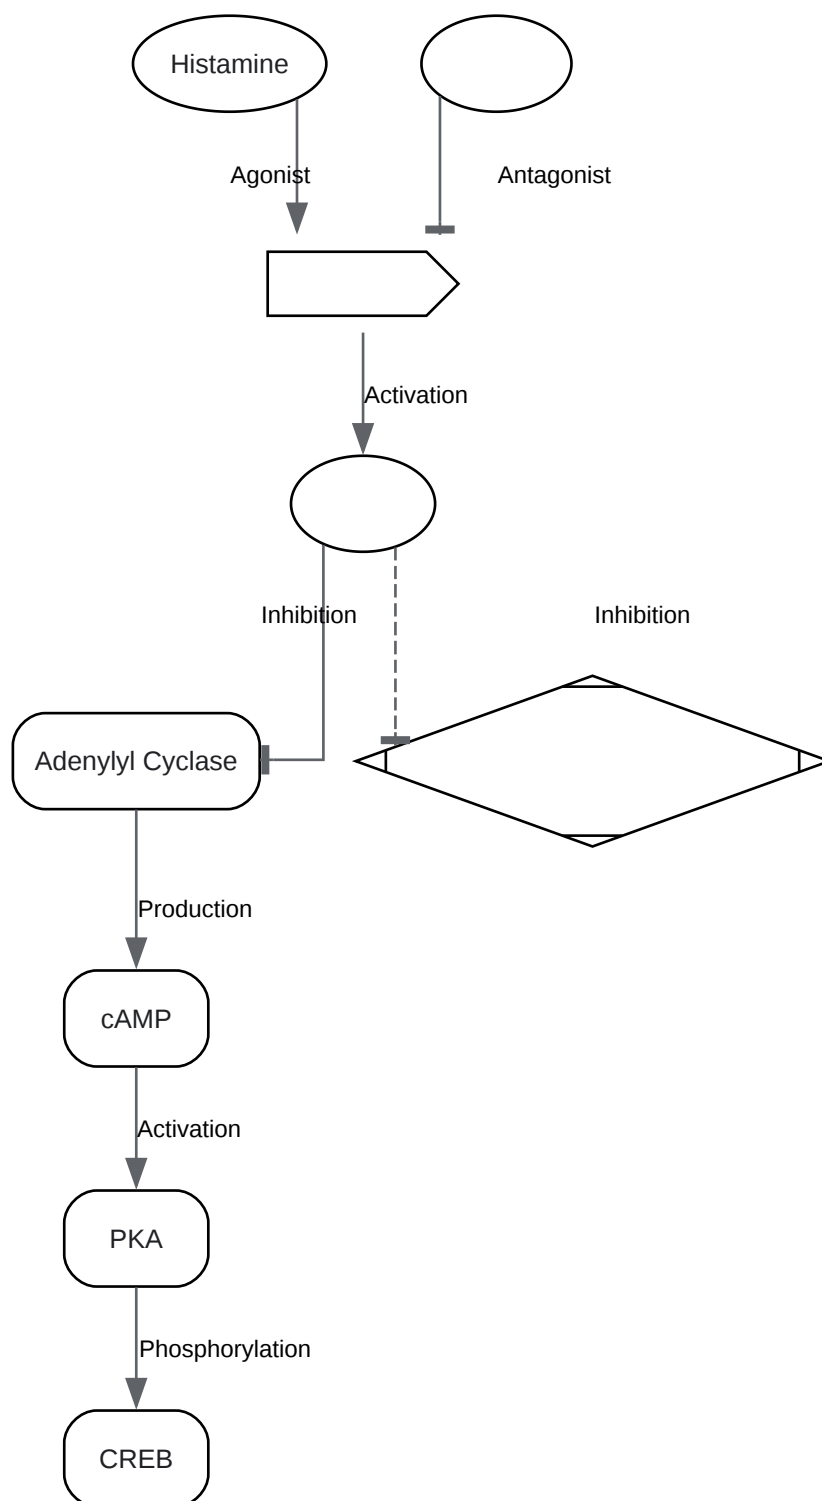 Histamine
Agonist
Antagonist
Activation
Inhibition
Inhibition
Adenylyl Cyclase
Production
cAMP
Activation
PKA
Phosphorylation
CREB